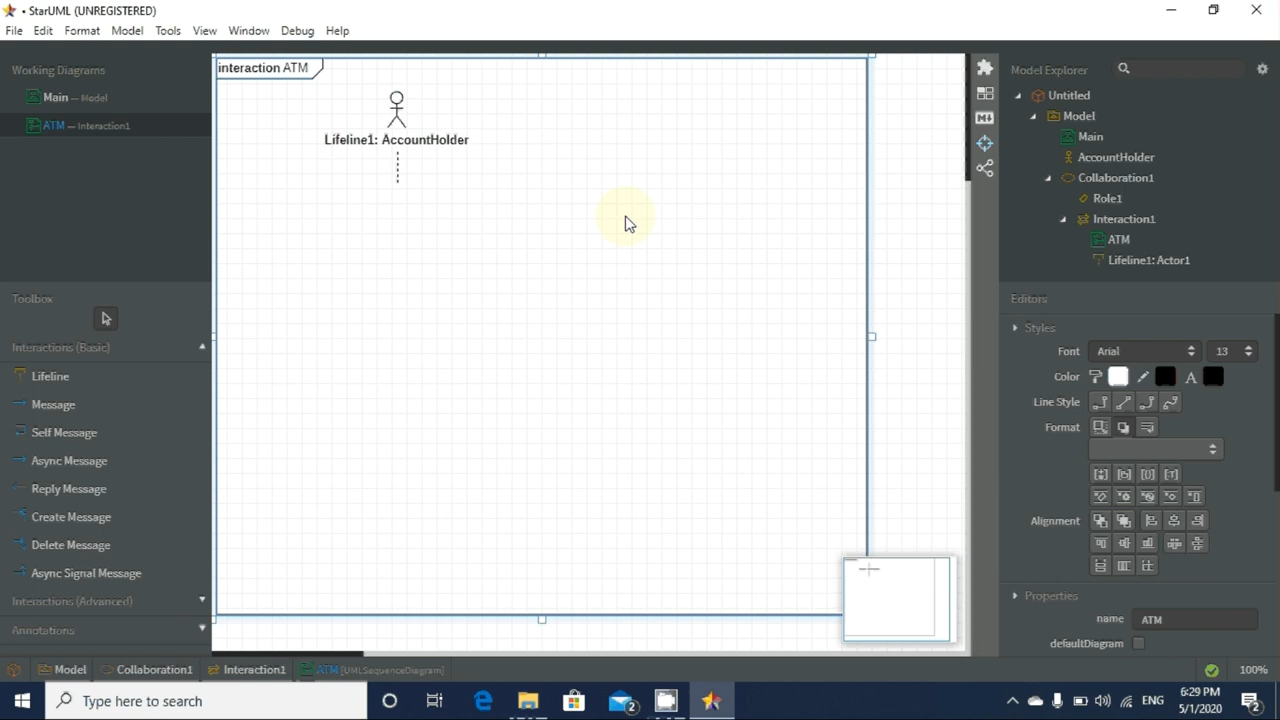 • StarUML (UNREGISTERED)
File Edit Format Model Tools View Window Debug Help
Working Diagrams
Main — Model
ATM — Interaction1
Toolbox
Interactions (Basic)
Lifeline
Message
Self Message
Async Message
Reply Message
Create Message
Delete Message
Async Signal Message
Interactions (Advanced)
Annotations
interaction ATM
Lifeline1: AccountHolder
Model Explorer
Untitled
Model
Main
AccountHolder
Collaboration1
Role1
Interaction1
ATM
Lifeline1: Actor1
Editors
Styles
Font Arial 13
Color A
Line Style
Format
Alignment
Properties
name ATM
defaultDiagram
Model Collaboration1 Interaction1 ATM [UMLSequenceDiagram] 100%
Type here to search
2
ENG
6:29 PM
5/1/2020
2